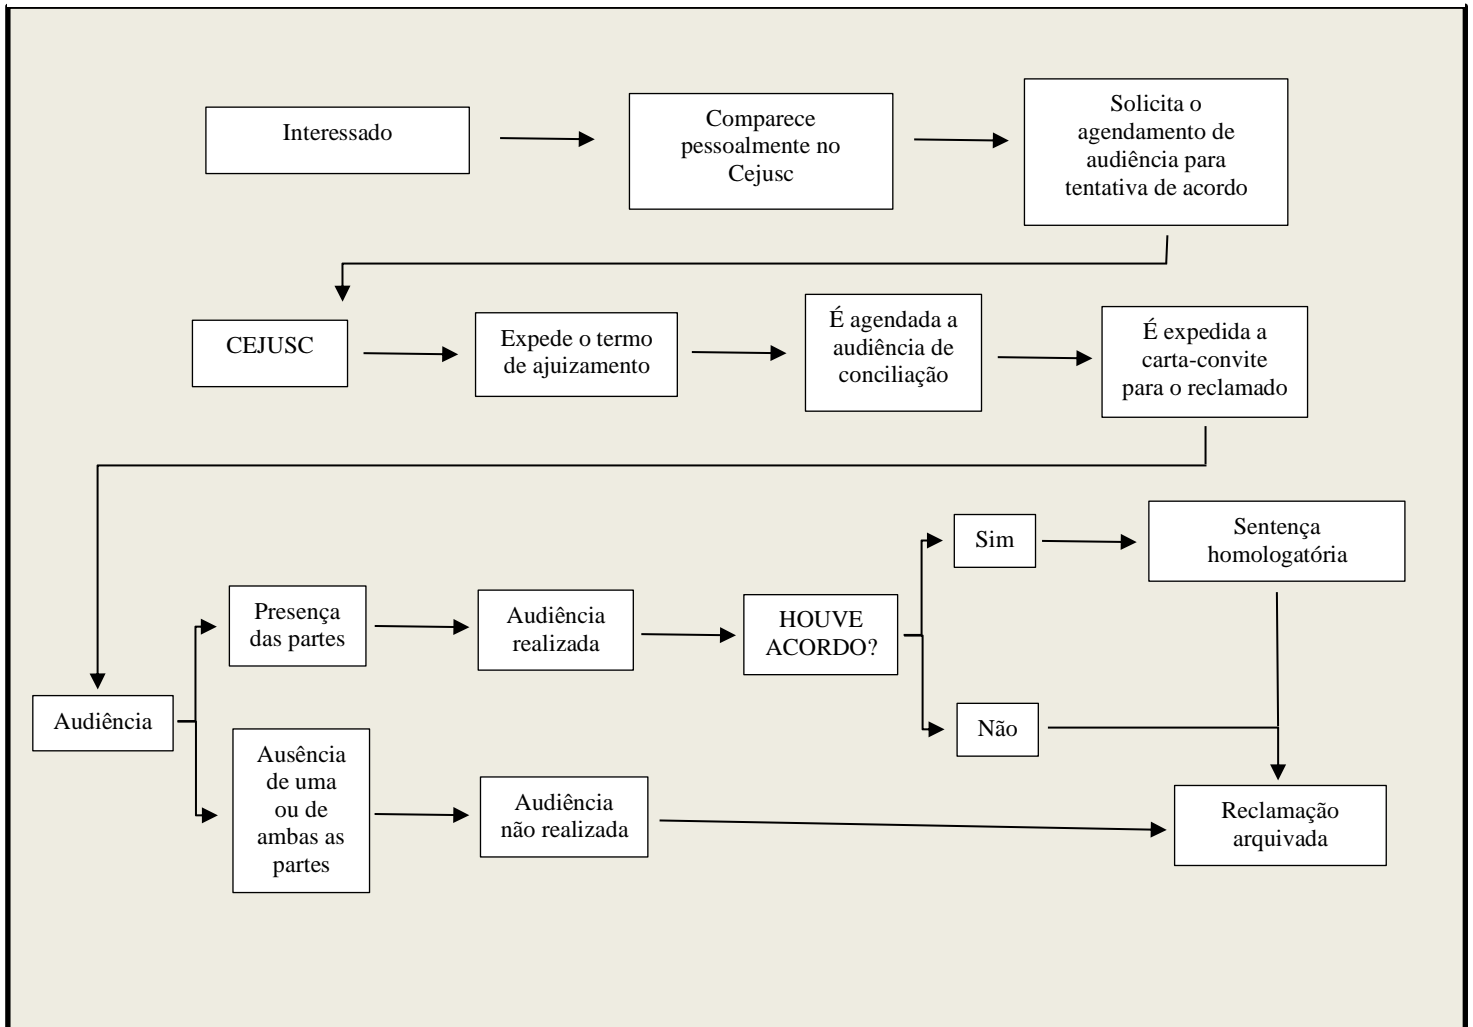 Interessado
Comparece
pessoalmente no
Cejusc
Solicita o
agendamento de
audiência para
tentativa de acordo
CEJUSC
Expede o termo
de ajuizamento
É agendada a
audiência de
conciliação
É expedida a
carta-convite
para o reclamado
Audiência
Presença
das partes
Audiência
realizada
HOUVE
ACORDO?
Sim
Sentença
homologatória
Não
Ausência
de uma
ou de
ambas as
partes
Audiência
não realizada
Reclamação
arquivada